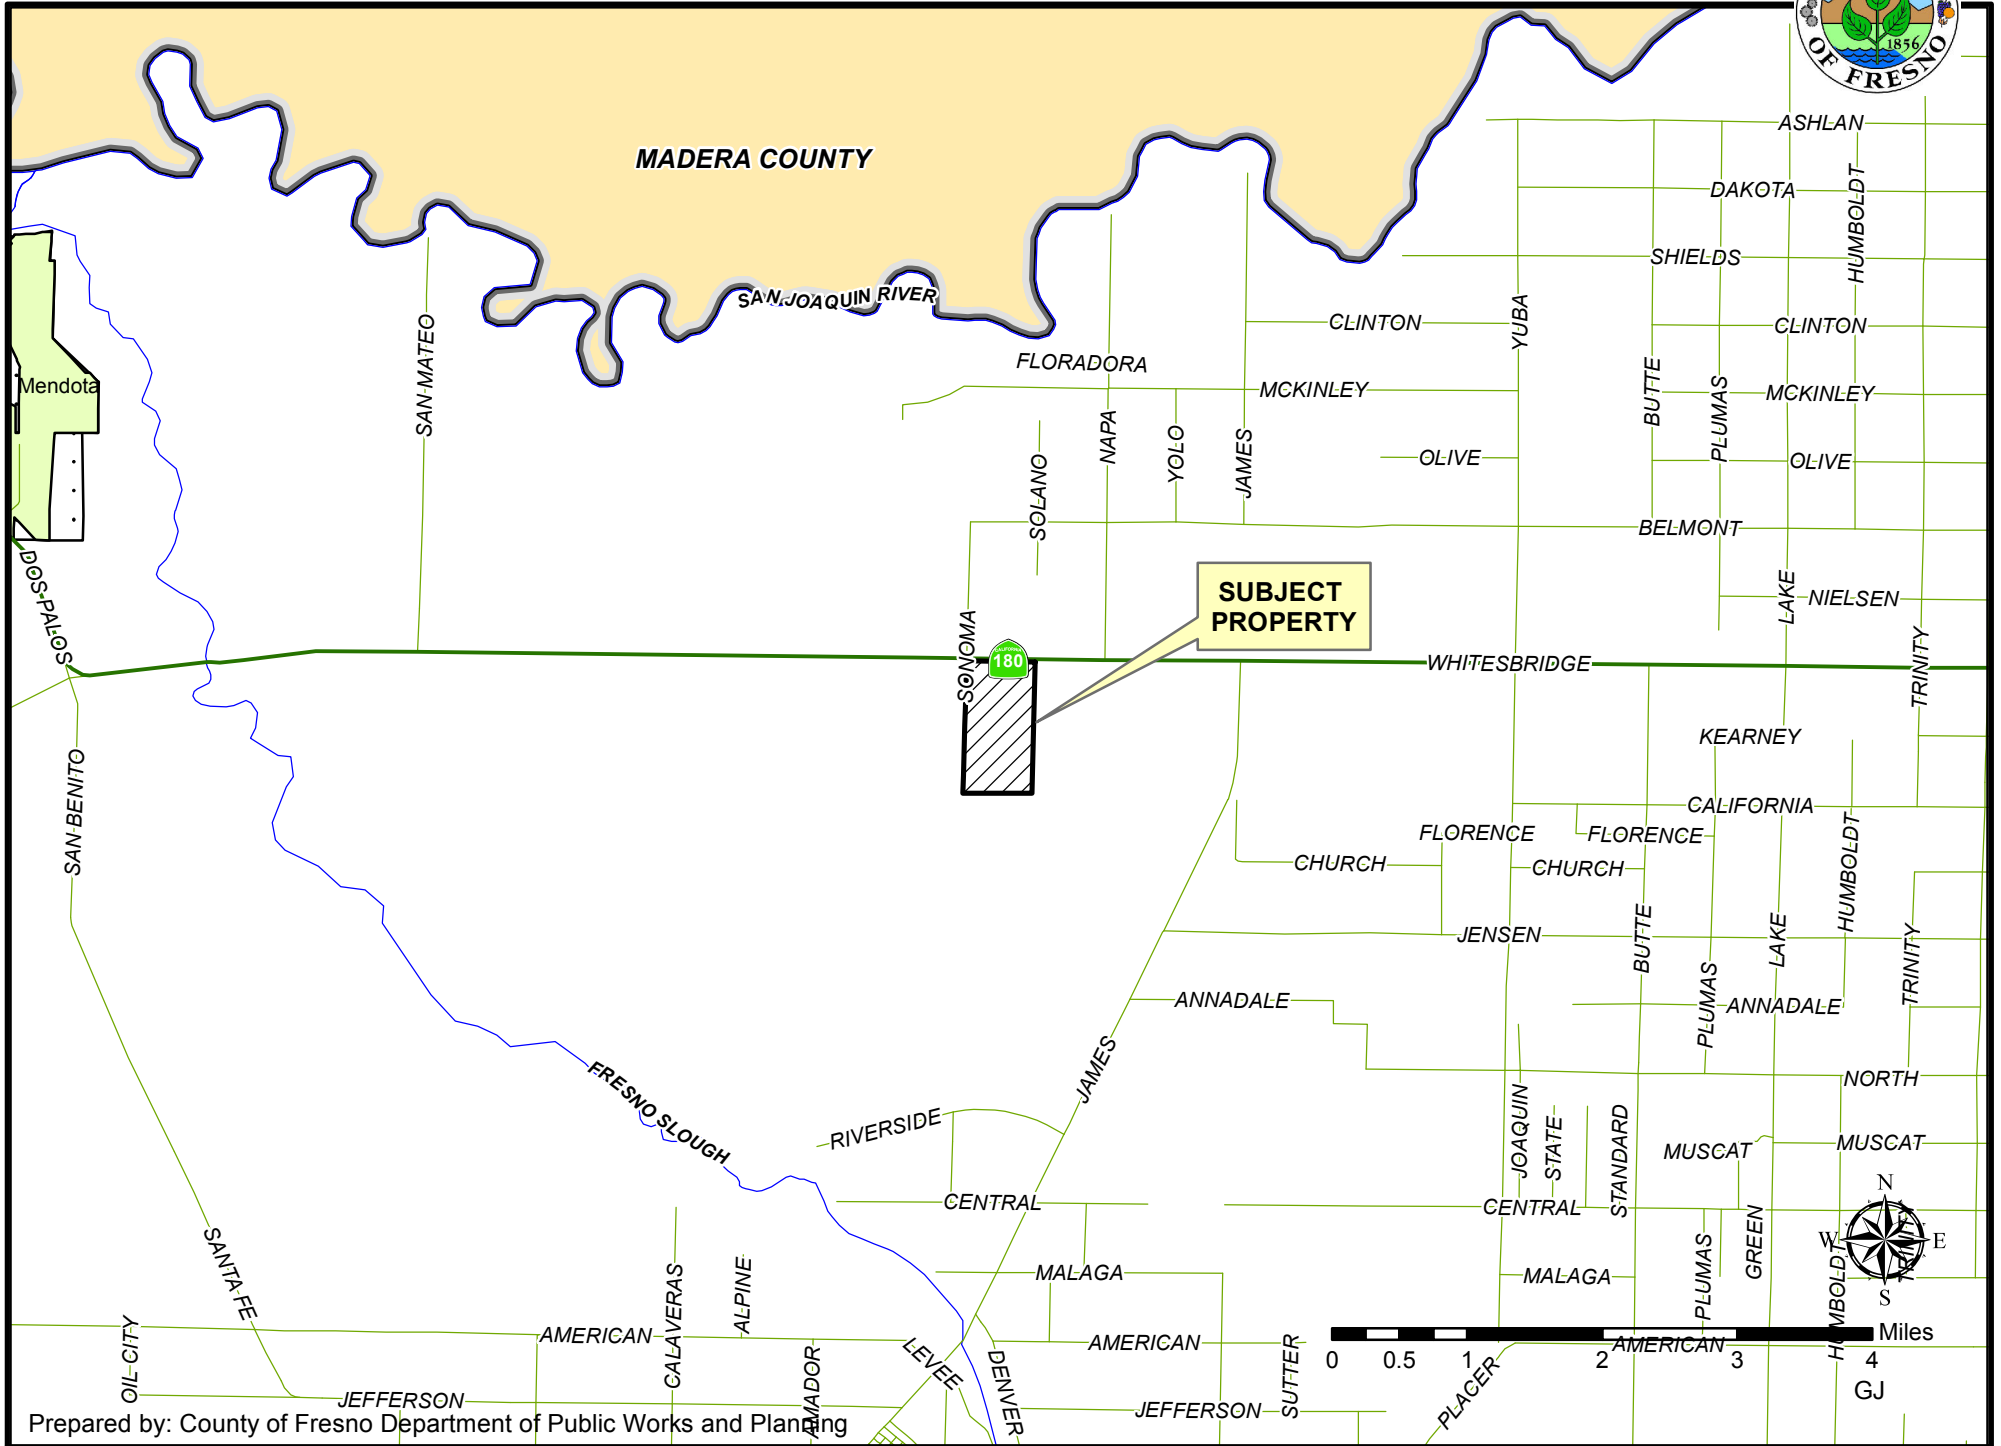 1856
OF FRESNO
ASHLAN
MADERA COUNTY
DAKOTA
HUMBOLDT
SHIELDS
SAN JOAQUIN RIVER
SAN MATEO
CLINTON
YUBA
CLINTON
FLORADORA
Mendota
MCKINLEY
BUTTE
PLUMAS
MCKINLEY
NAPA
YOLO
JAMES
OLIVE
OLIVE
SOLANO
BELMONT
DOS PALOS
SUBJECT
PROPERTY
LAKE
NIELSEN
SONOMA
CALIFORNIA
180
WHITESBRIDGE
TRINITY
KEARNEY
SAN BENITO
CALIFORNIA
FLORENCE
FLORENCE
CHURCH
CHURCH
HUMBOLDT
JENSEN
BUTTE
LAKE
TRINITY
ANNADALE
PLUMAS
ANNADALE
JAMES
NORTH
FRESNO SLOUGH
RIVERSIDE
JOAQUIN
STATE
STANDARD
MUSCAT
MUSCAT
N
CENTRAL
CENTRAL
W
E
S
SANTA FE
CALAVERAS
ALPINE
MALAGA
MALAGA
PLUMAS
GREEN
HUMBOLDT
TRINITY
OIL CITY
AMERICAN
AMERICAN
AMERICAN
Miles
0 0.5 1 2 3 4
LEVEE
DENVER
SUTTER
PLACER
AMADOR
GJ
JEFFERSON
JEFFERSON
Prepared by: County of Fresno Department of Public Works and Planning